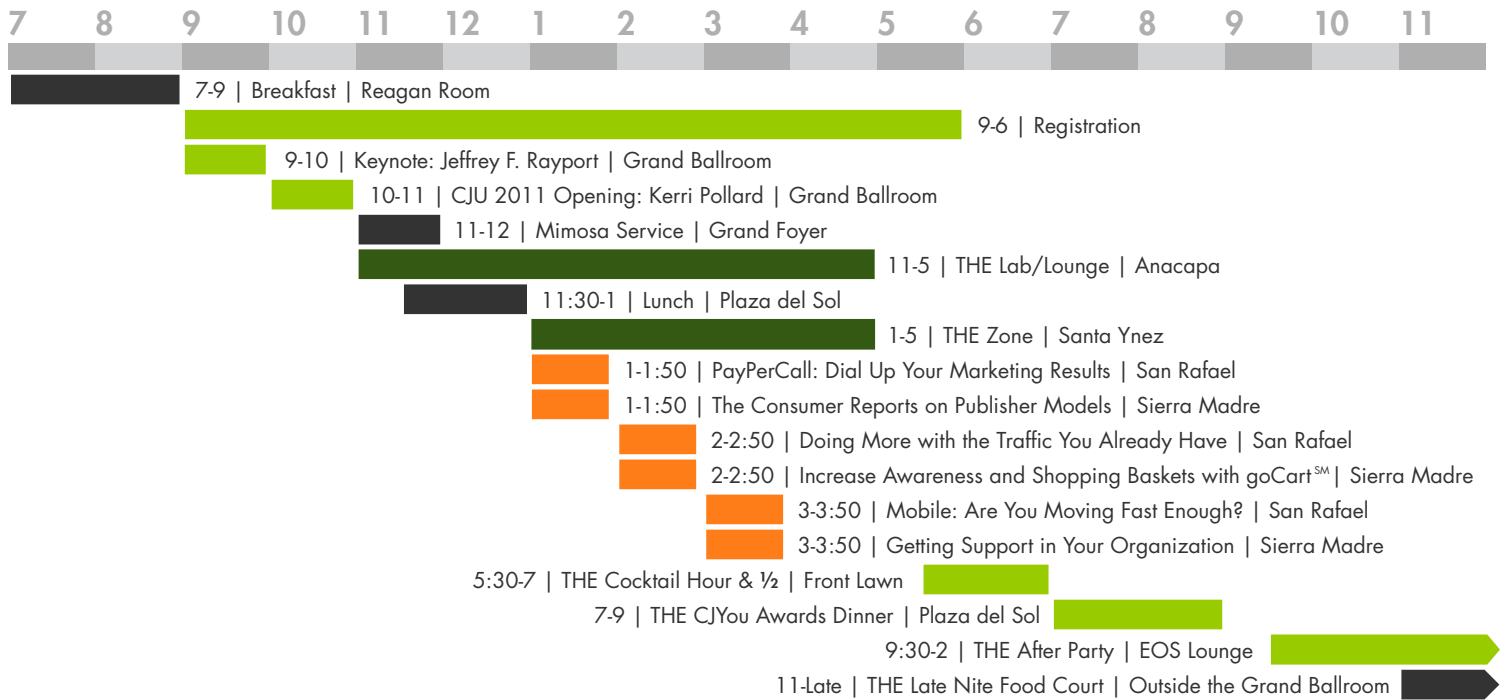 7 8 9 10 11 12 1 2 3 4 5 6 7 8 9 10 11
7-9 | Breakfast | Reagan Room
9-6 | Registration
9-10 | Keynote: Jeffrey F. Rayport | Grand Ballroom
10-11 | CJU 2011 Opening: Kerri Pollard | Grand Ballroom
11-12 | Mimosa Service | Grand Foyer
11-5 | THE Lab/Lounge | Anacapa
11:30-1 | Lunch | Plaza del Sol
1-5 | THE Zone | Santa Ynez
1-1:50 | PayPerCall: Dial Up Your Marketing Results | San Rafael
1-1:50 | The Consumer Reports on Publisher Models | Sierra Madre
2-2:50 | Doing More with the Traffic You Already Have | San Rafael
2-2:50 | Increase Awareness and Shopping Baskets with goCart℠ | Sierra Madre
3-3:50 | Mobile: Are You Moving Fast Enough? | San Rafael
3-3:50 | Getting Support in Your Organization | Sierra Madre
5:30-7 | THE Cocktail Hour & ½ | Front Lawn
7-9 | THE CJYou Awards Dinner | Plaza del Sol
9:30-2 | THE After Party | EOS Lounge
11-Late | THE Late Nite Food Court | Outside the Grand Ballroom